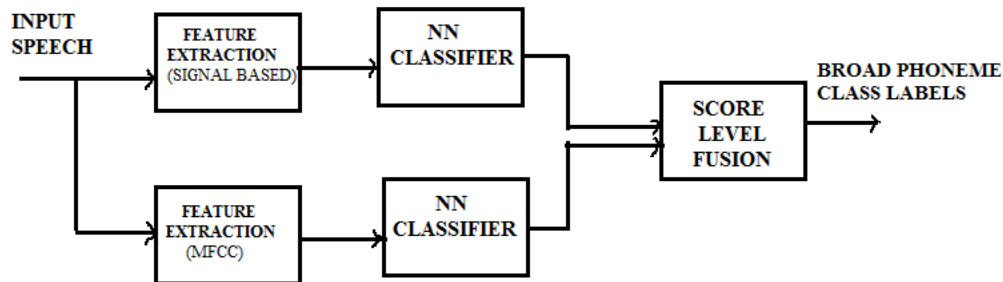 INPUT
SPEECH
FEATURE
EXTRACTION
(SIGNAL BASED)
NN
CLASSIFIER
FEATURE
EXTRACTION
(MFCC)
NN
CLASSIFIER
SCORE
LEVEL
FUSION
BROAD PHONEME
CLASS LABELS